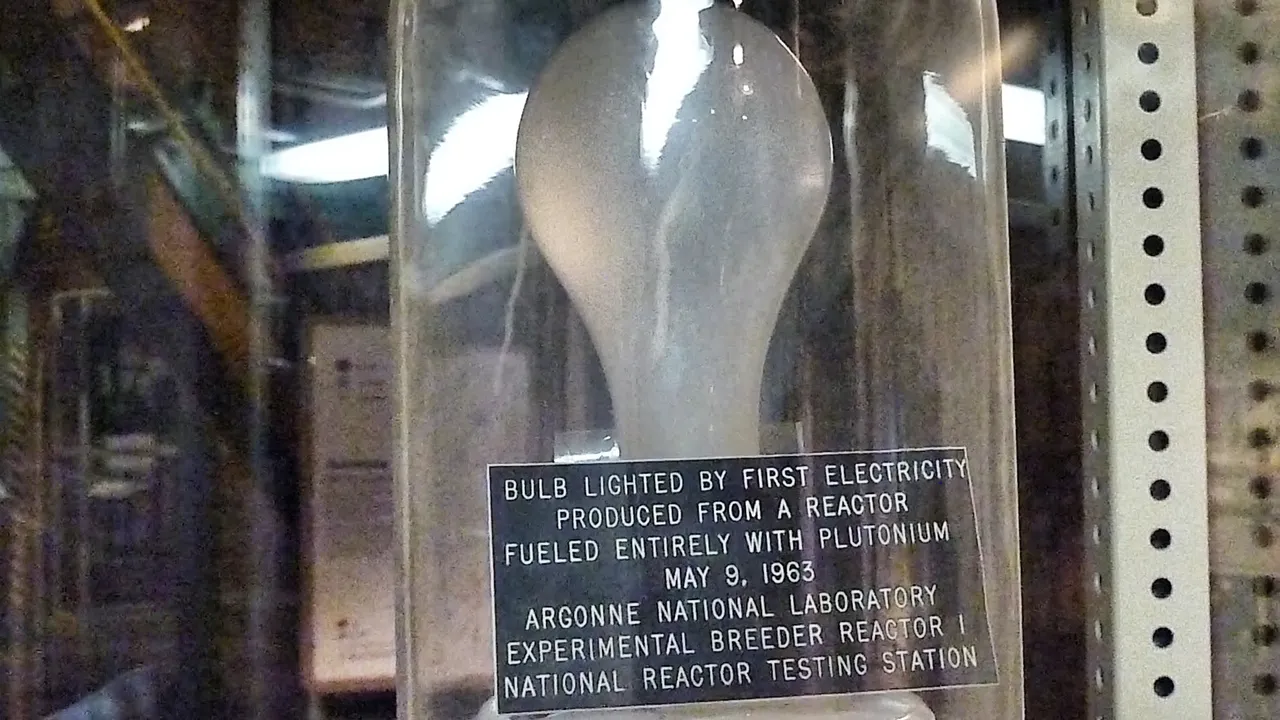 BULB LIGHTED BY FIRST ELECTRICITY
PRODUCED FROM A REACTOR
FUELED ENTIRELY WITH PLUTONIUM
MAY 9, 1963
ARGONNE NATIONAL LABORATORY
EXPERIMENTAL BREEDER REACTOR I
NATIONAL REACTOR TESTING STATION